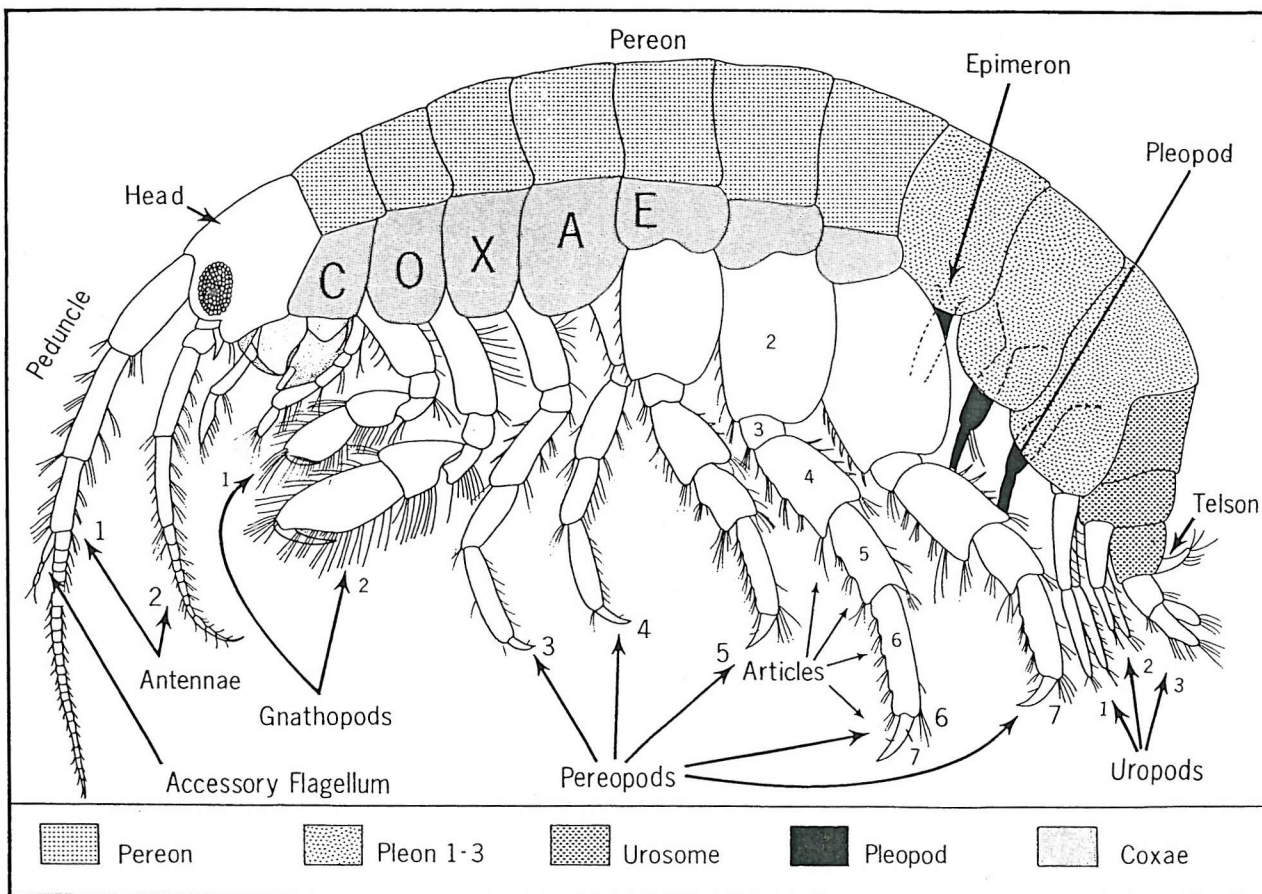 Pereon
Epimeron
Pleopod
Head
COXAE
Peduncle
2
3
4
5
6
7
6
1
2
Antennae
1
2
Gnathopods
Accessory Flagellum
3
4
5
7
Pereopods
Articles
Telson
1
2
3
Uropods
Pereon
Pleon 1-3
Urosome
Pleopod
Coxae